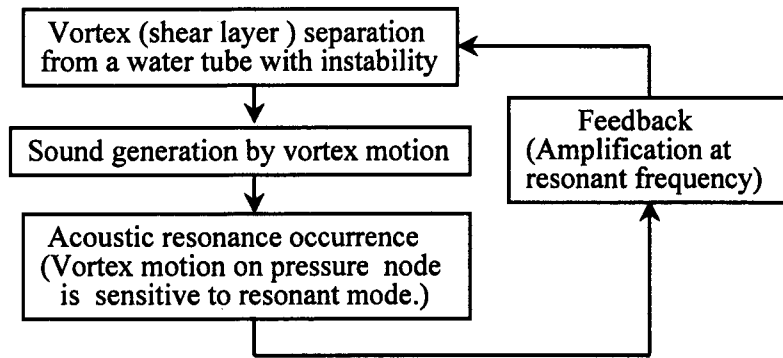 Vortex (shear layer ) separation
from a water tube with instability
Sound generation by vortex motion
Acoustic resonance occurrence
(Vortex motion on pressure node
is sensitive to resonant mode.)
Feedback
(Amplification at
resonant frequency)